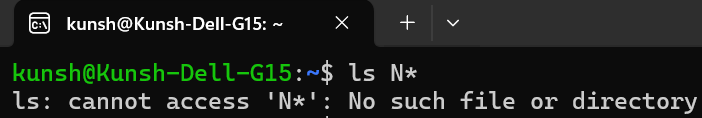 kunsh@Kunsh-Dell-G15: ~
kunsh@Kunsh-Dell-G15:~$ ls N*
ls: cannot access 'N*': No such file or directory